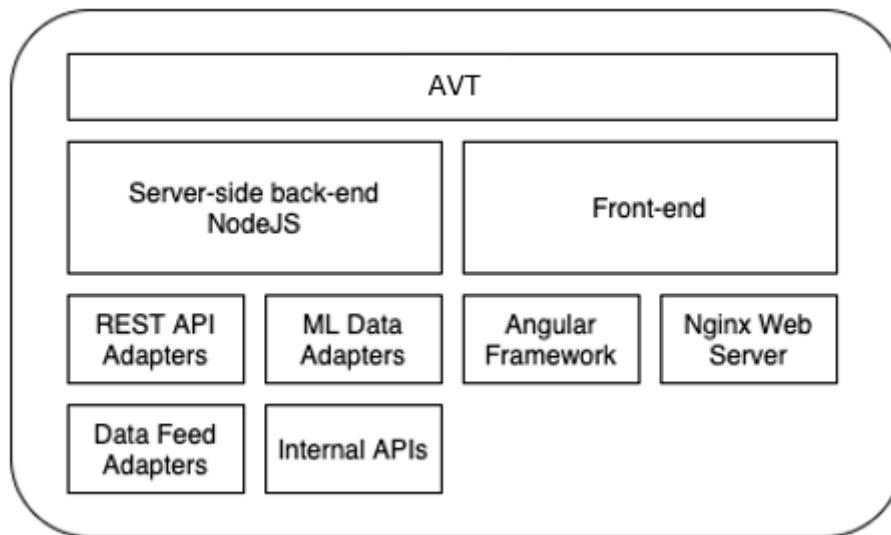 AVT
Server-side back-end
NodeJS
Front-end
REST API
Adapters
ML Data
Adapters
Angular
Framework
Nginx Web
Server
Data Feed
Adapters
Internal APIs